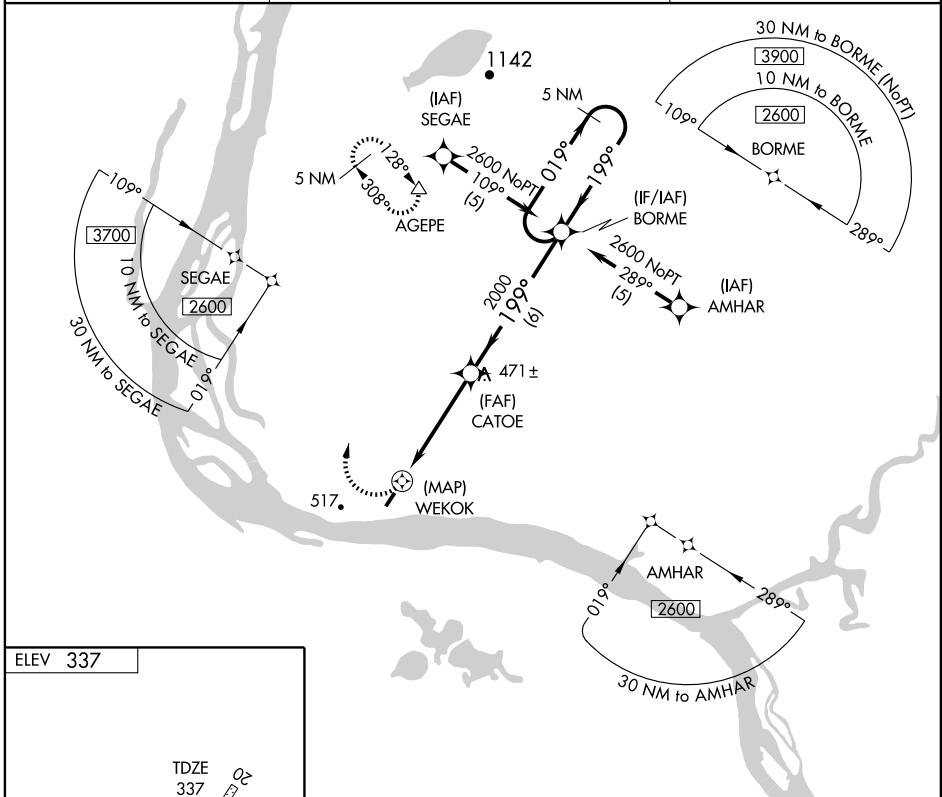 30 NM to BORME (NoPT)
3900
10 NM to BORME
2600
BORME
109°
289°
1142
5 NM
(IAF)
SEGAE
2600 NoPT
109°
(5)
019°
199°
5 NM
128°
308°
AGEPE
(IF/IAF)
BORME
2600 NoPT
289°
(5)
(IAF)
AMHAR
109°
3700
SEGAE
2600
10 NM to SEGAE
30 NM to SEGAE
019°
2000
199°
(6)
471±
(FAF)
CATOE
(MAP)
WEKOK
517
AMHAR
2600
019°
289°
30 NM to AMHAR
ELEV 337
TDZE
337
20